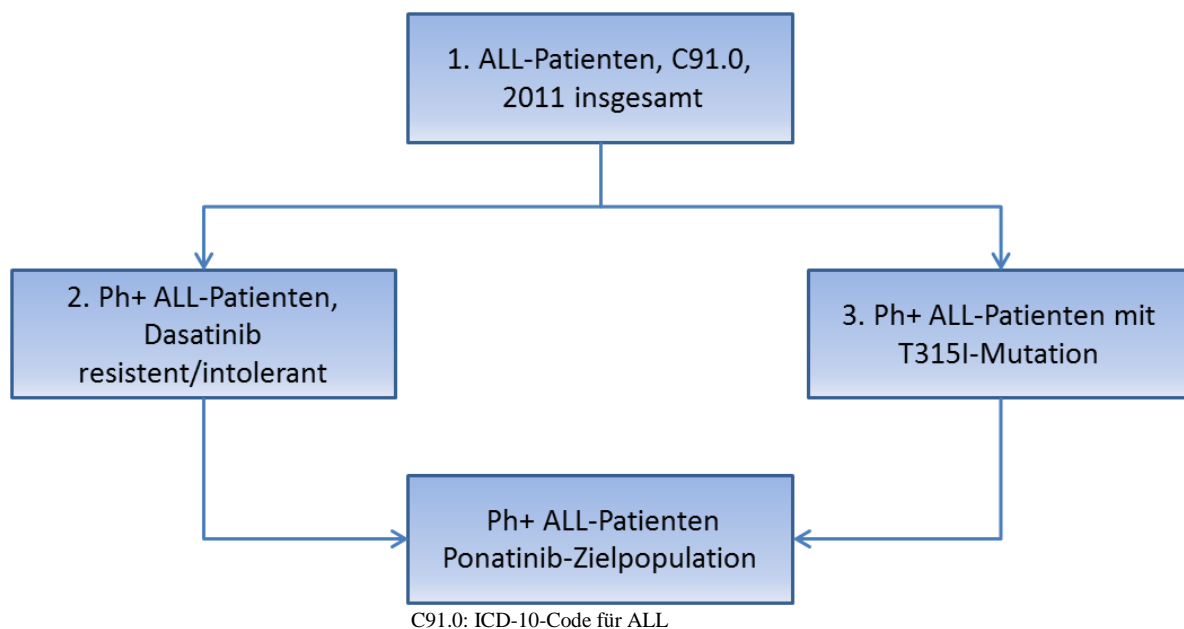 1. ALL-Patienten, C91.0,
2011 insgesamt
2. Ph+ ALL-Patienten,
Dasatinib
resistent/intolerant
3. Ph+ ALL-Patienten mit
T315I-Mutation
Ph+ ALL-Patienten
Ponatinib-Zielpopulation
C91.0: ICD-10-Code für ALL